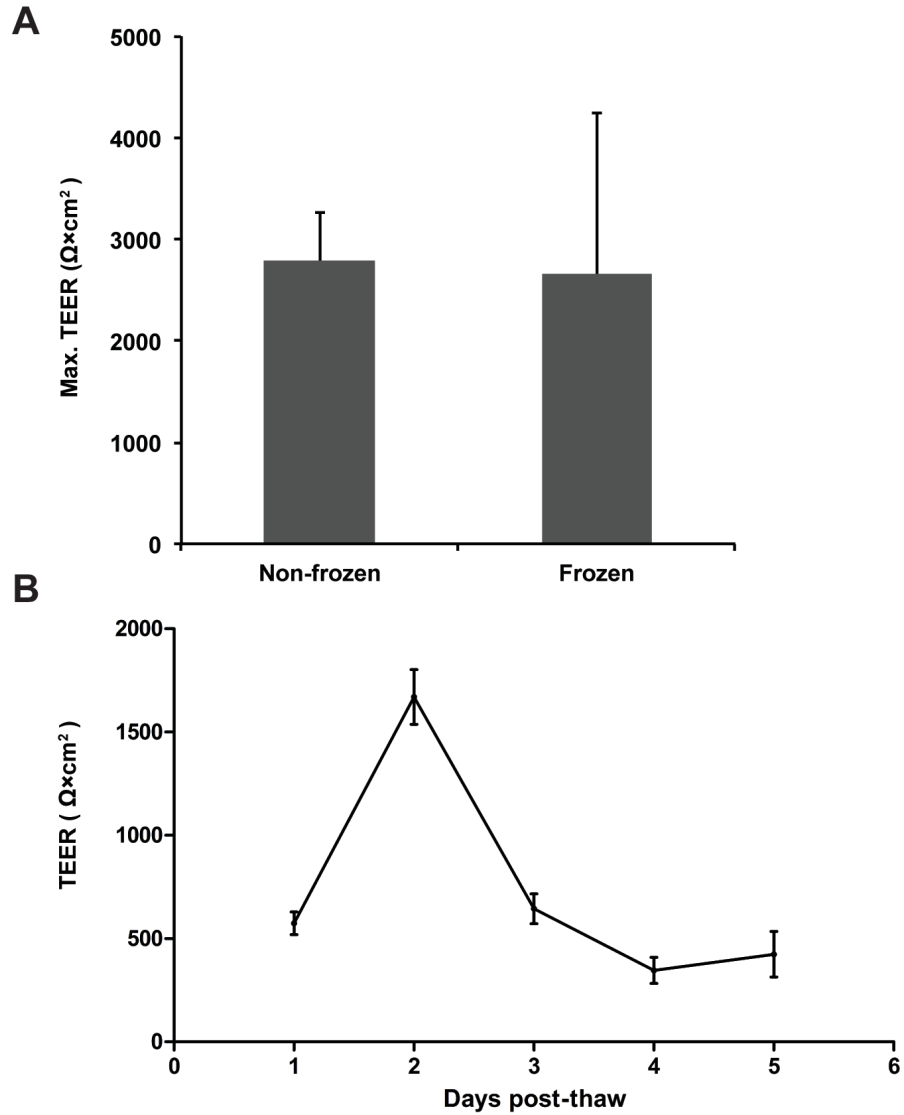 A
Max. TEER (Ω×cm²)
5000
4000
3000
2000
1000
0
Non-frozen
Frozen
B
TEER ( Ω×cm²)
2000
1500
1000
500
0
0 1 2 3 4 5 6
Days post-thaw